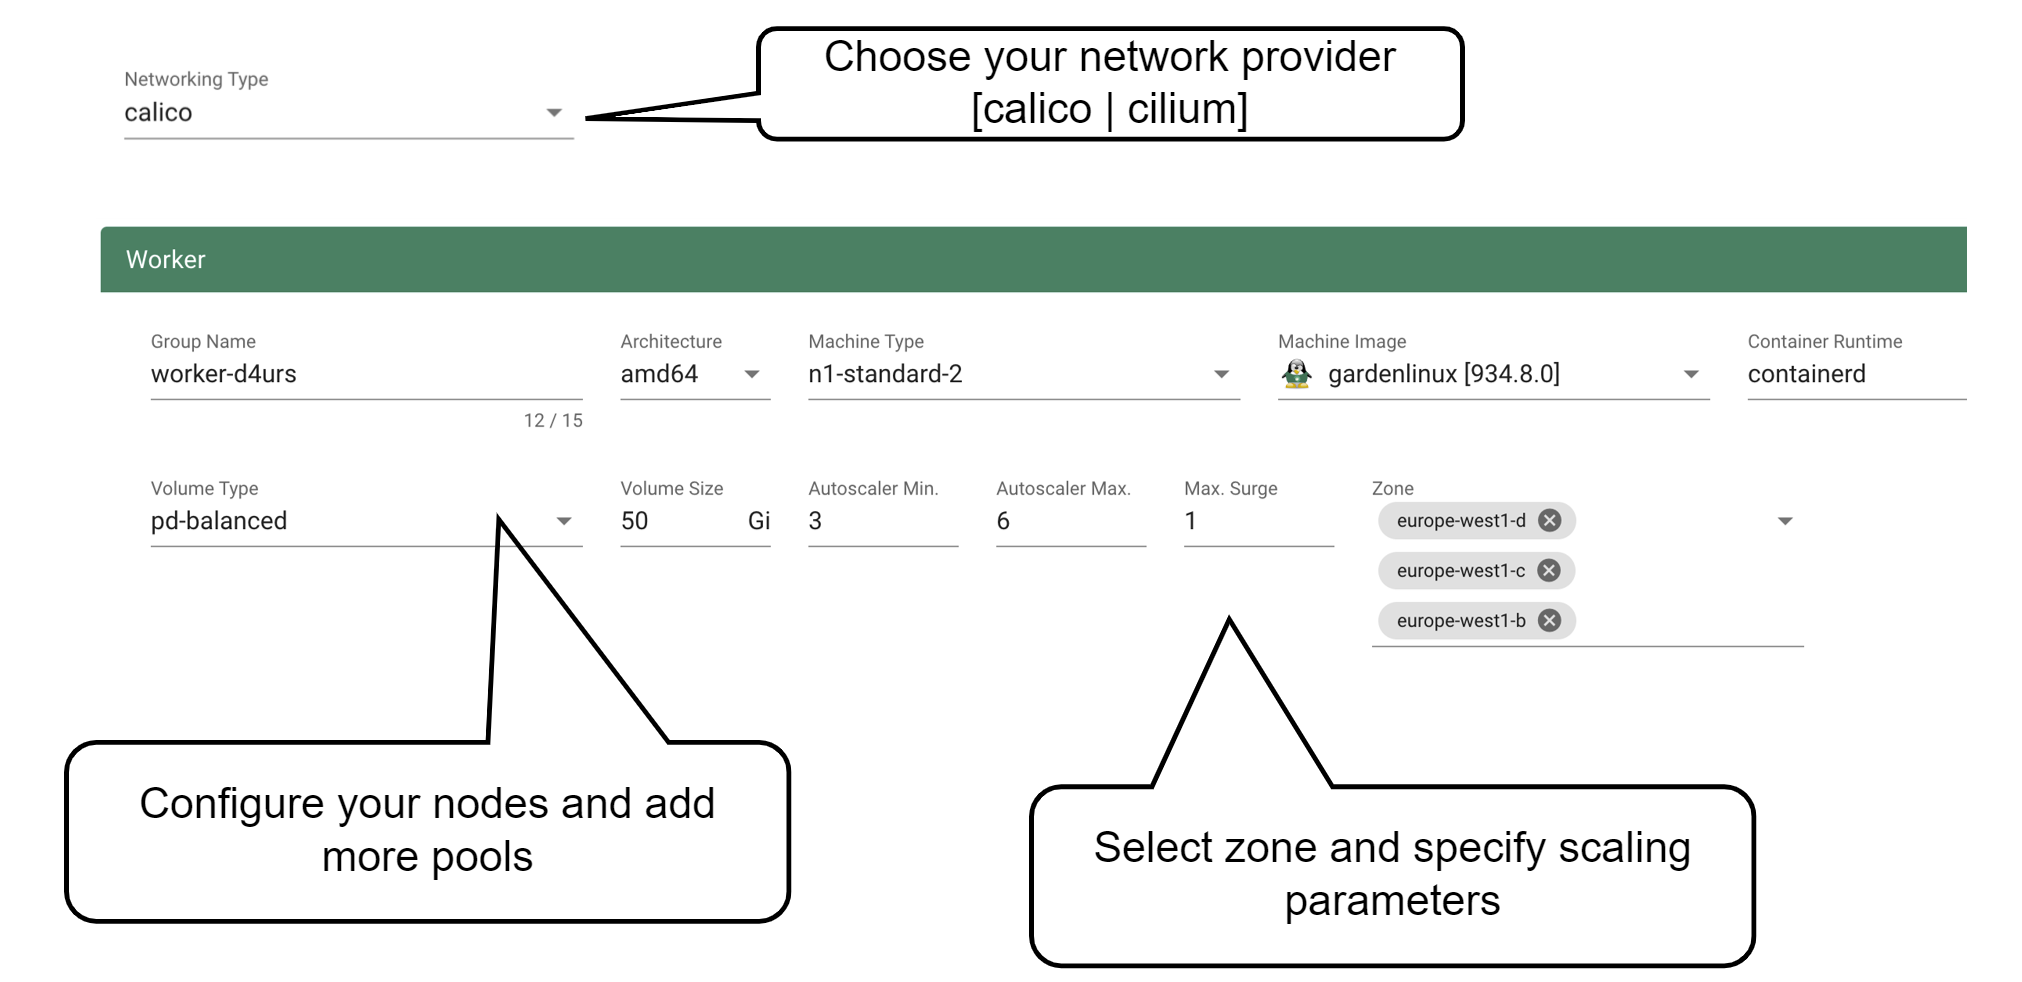 Choose your network provider
[calico | cilium]
Networking Type
calico
Worker
Group Name
worker-d4urs
12 / 15
Architecture
amd64
Machine Type
n1-standard-2
Machine Image
gardenlinux [934.8.0]
Container Runtime
containerd
Volume Type
pd-balanced
Volume Size
50 Gi
Autoscaler Min.
3
Autoscaler Max.
6
Max. Surge
1
Zone
europe-west1-d
europe-west1-c
europe-west1-b
Configure your nodes and add
more pools
Select zone and specify scaling
parameters